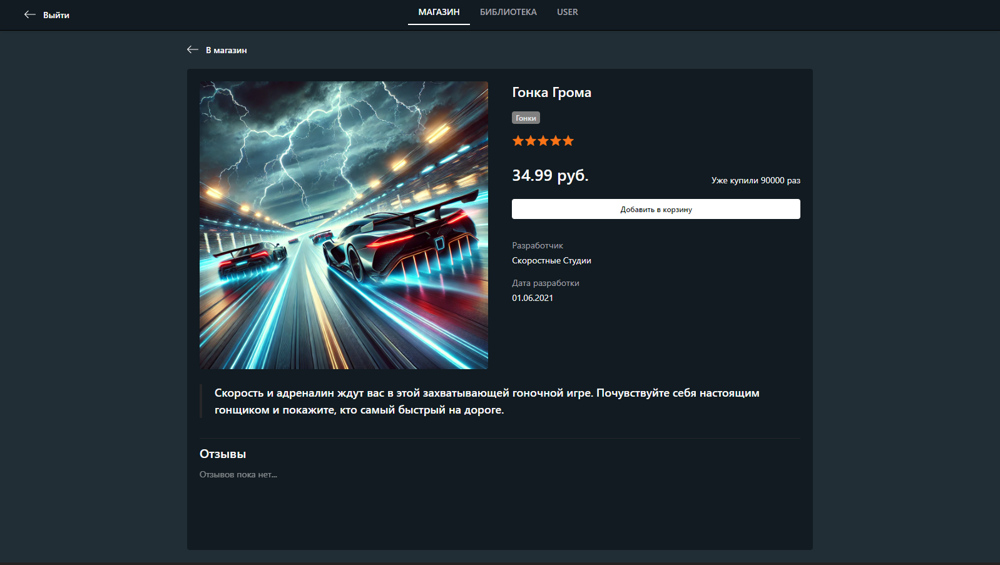 Выйти
МАГАЗИН
БИБЛИОТЕКА
USER
В магазин
Гонка Грома
Гонки
34.99 руб.
Уже купили 90000 раз
Добавить в корзину
Разработчик
Скоростные Студии
Дата разработки
01.06.2021
Скорость и адреналин ждут вас в этой захватывающей гоночной игре. Почувствуйте себя настоящим
гонщиком и покажите, кто самый быстрый на дороге.
Отзывы
Отзывов пока нет...